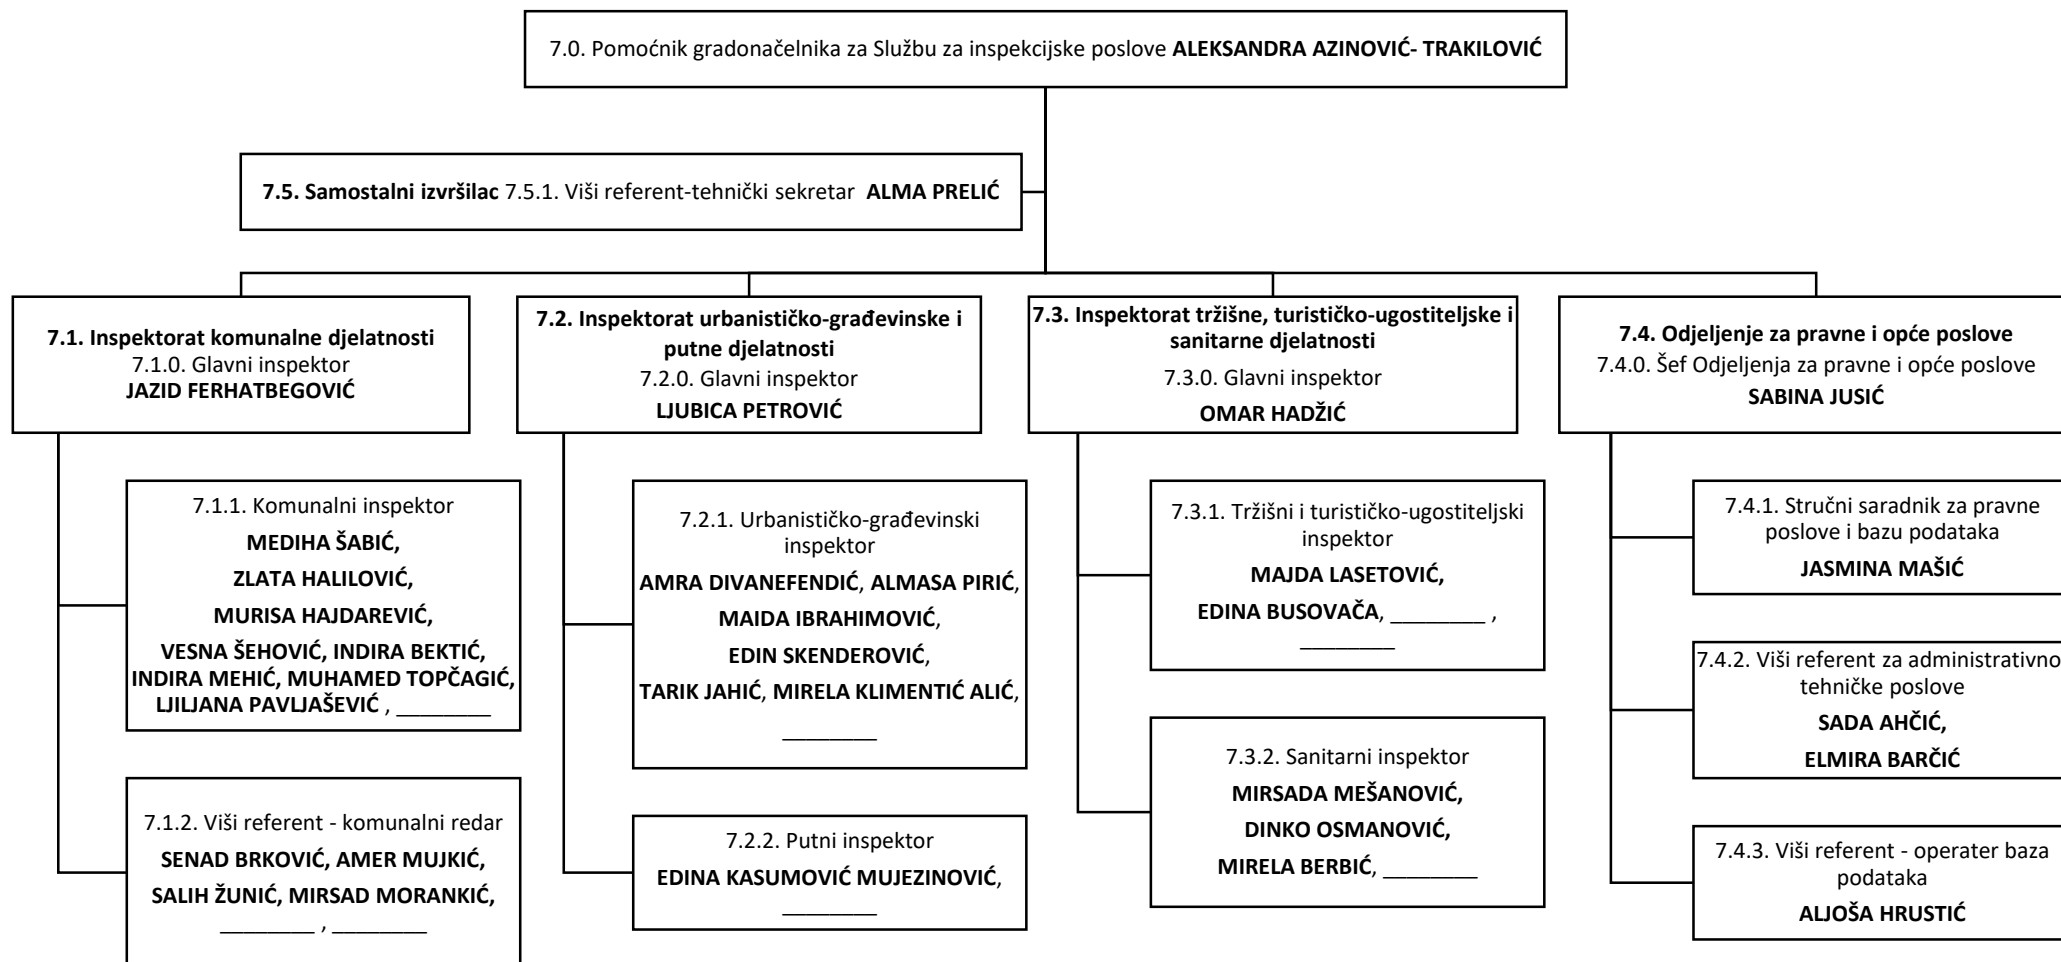 7.0. Pomoćnik gradonačelnika za Službu za inspekcijske poslove ALEKSANDRA AZINOVIĆ- TRAKILOVIĆ
7.5. Samostalni izvršilac 7.5.1. Viši referent-tehnički sekretar  ALMA PRELIĆ
7.1. Inspektorat komunalne djelatnosti
7.1.0. Glavni inspektor
JAZID FERHATBEGOVIĆ
7.1.1. Komunalni inspektor
MEDIHA ŠABIĆ,
ZLATA HALILOVIĆ,
MURISA HAJDAREVIĆ,
VESNA ŠEHOVIĆ, INDIRA BEKTIĆ,
INDIRA MEHIĆ, MUHAMED TOPČAGIĆ,
LJILJANA PAVLJAŠEVIĆ , ________
7.1.2. Viši referent - komunalni redar
SENAD BRKOVIĆ, AMER MUJKIĆ,
SALIH ŽUNIĆ, MIRSAD MORANKIĆ,
________ , ________
7.2. Inspektorat urbanističko-građevinske i
putne djelatnosti
7.2.0. Glavni inspektor
LJUBICA PETROVIĆ
7.2.1. Urbanističko-građevinski
inspektor
AMRA DIVANEFENDIĆ, ALMASA PIRIĆ,
MAIDA IBRAHIMOVIĆ,
EDIN SKENDEROVIĆ,
TARIK JAHIĆ, MIRELA KLIMENTIĆ ALIĆ,
________
7.2.2. Putni inspektor
EDINA KASUMOVIĆ MUJEZINOVIĆ,
________
7.3. Inspektorat tržišne, turističko-ugostiteljske i
sanitarne djelatnosti
7.3.0. Glavni inspektor
OMAR HADŽIĆ
7.3.1. Tržišni i turističko-ugostiteljski
inspektor
MAJDA LASETOVIĆ,
EDINA BUSOVAČA, ________ ,
________
7.3.2. Sanitarni inspektor
MIRSADA MEŠANOVIĆ,
DINKO OSMANOVIĆ,
MIRELA BERBIĆ, ________
7.4. Odjeljenje za pravne i opće poslove
7.4.0. Šef Odjeljenja za pravne i opće poslove
SABINA JUSIĆ
7.4.1. Stručni saradnik za pravne
poslove i bazu podataka
JASMINA MAŠIĆ
7.4.2. Viši referent za administrativno
tehničke poslove
SADA AHČIĆ,
ELMIRA BARČIĆ
7.4.3. Viši referent - operater baza
podataka
ALJOŠA HRUSTIĆ